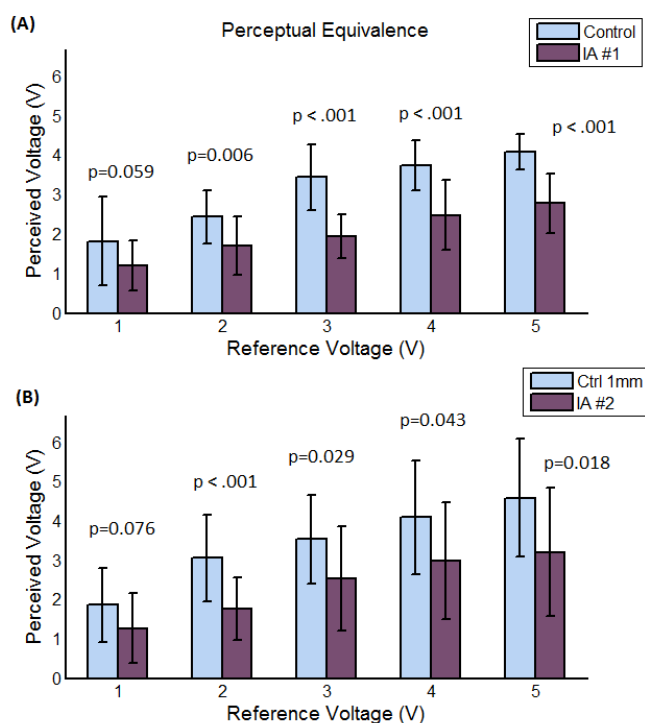 (A)
Perceptual Equivalence
Control
IA #1
Perceived Voltage (V)
6
5
4
3
2
1
0
p=0.059
p=0.006
p < .001
p < .001
p < .001
1 2 3 4 5
Reference Voltage (V)
(B)
Ctrl 1mm
IA #2
Perceived Voltage (V)
6
5
4
3
2
1
0
p=0.076
p < .001
p=0.029
p=0.043
p=0.018
1 2 3 4 5
Reference Voltage (V)